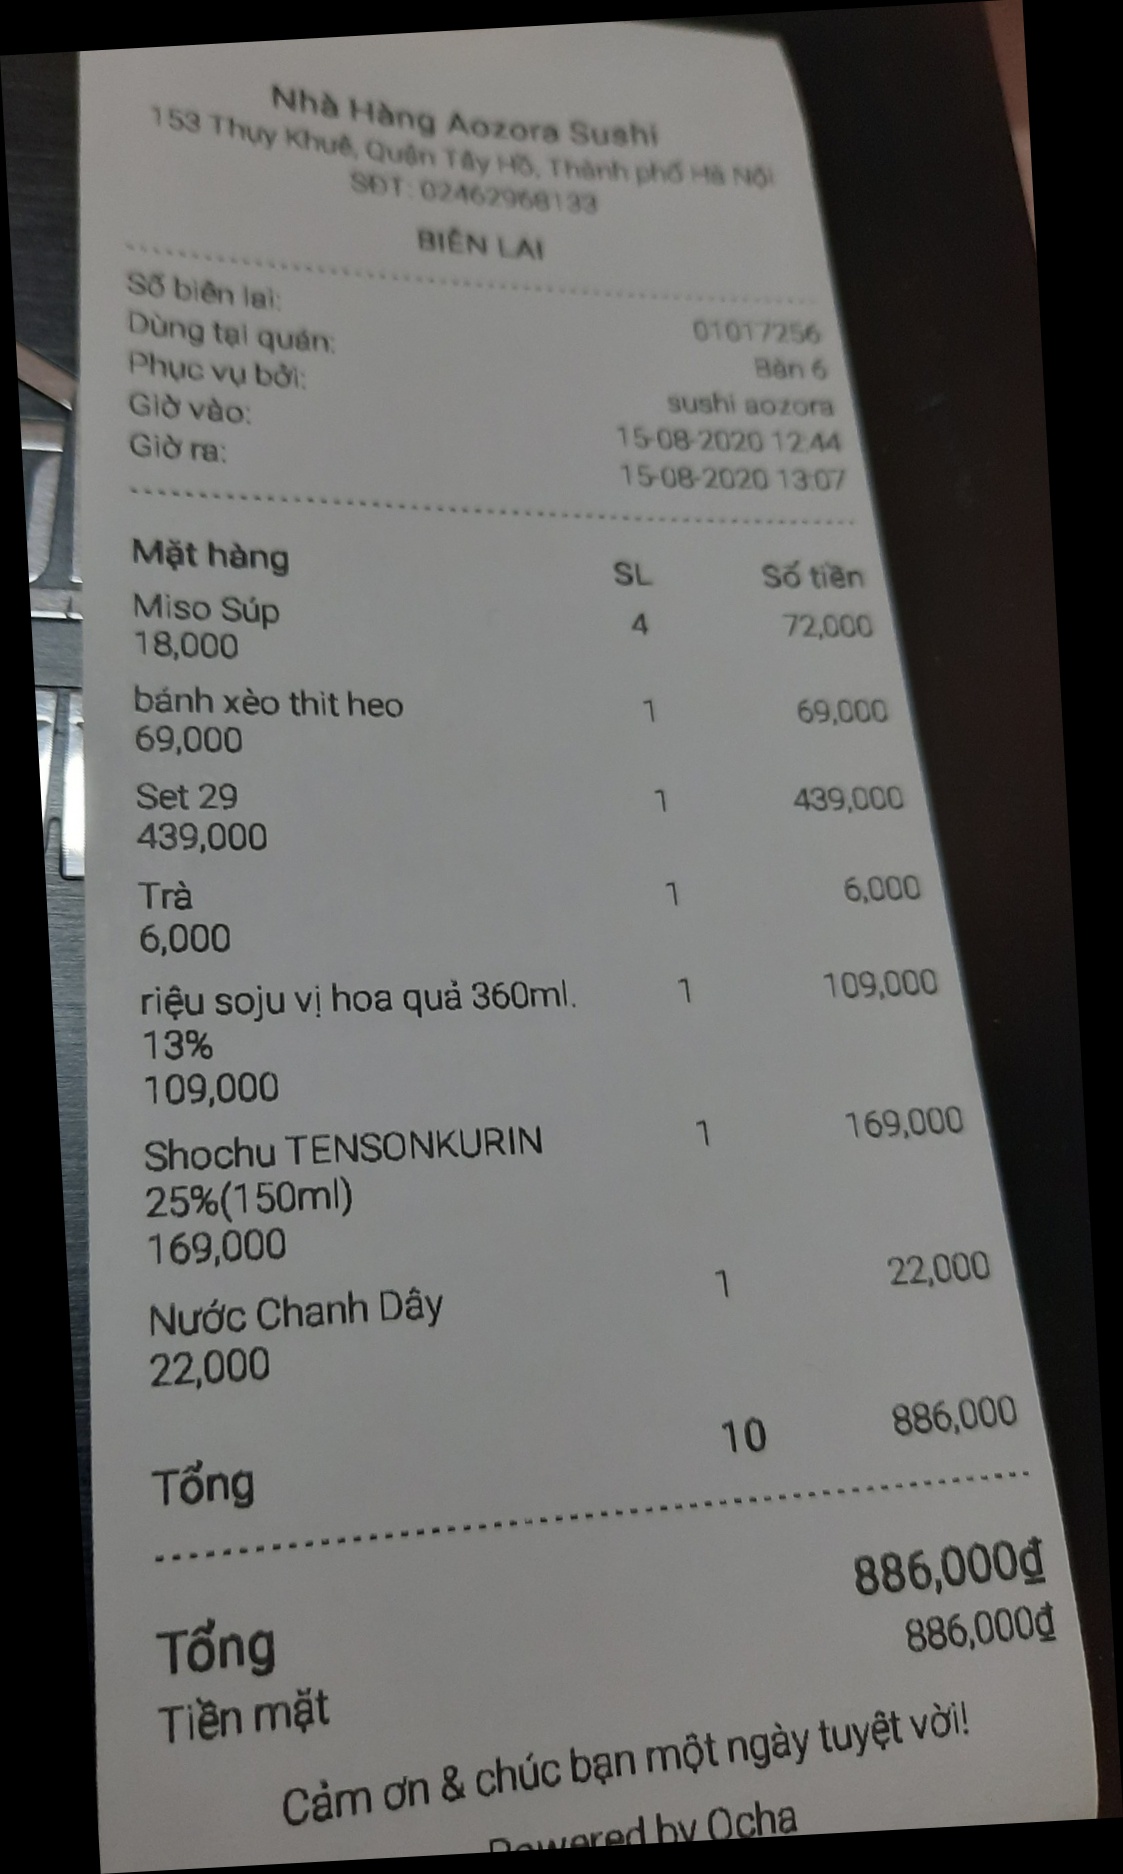 Nhà Hàng Aozora Sushi
153 Thụy Khuê, Quận Tây Hồ, Thành phố Hà Nội
SĐT: 02462968133
BIÊN LAI
Số biên lai: 01017256
Dùng tại quán: Bàn 6
Phục vụ bởi: sushi aozora
Giờ vào: 15-08-2020 12:44
Giờ ra: 15-08-2020 13:07
Mặt hàng SL Số tiền
Miso Súp 4 72,000
18,000
bánh xèo thit heo 1 69,000
69,000
Set 29 1 439,000
439,000
Trà 1 6,000
6,000
riệu soju vị hoa quả 360ml. 1 109,000
13%
109,000
Shochu TENSONKURIN 1 169,000
25%(150ml)
169,000
Nước Chanh Dây 1 22,000
22,000
Tổng 10 886,000
Tổng 886,000₫
Tiền mặt 886,000₫
Cảm ơn & chúc bạn một ngày tuyệt vời!
Powered by Ocha